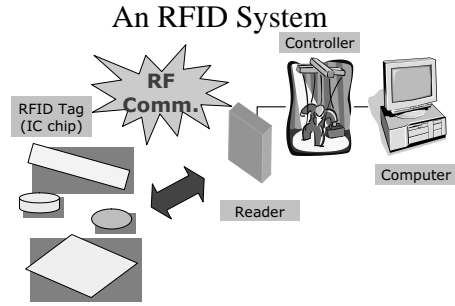 An RFID System
Controller
RF
Comm.
RFID Tag
(IC chip)
Computer
Reader